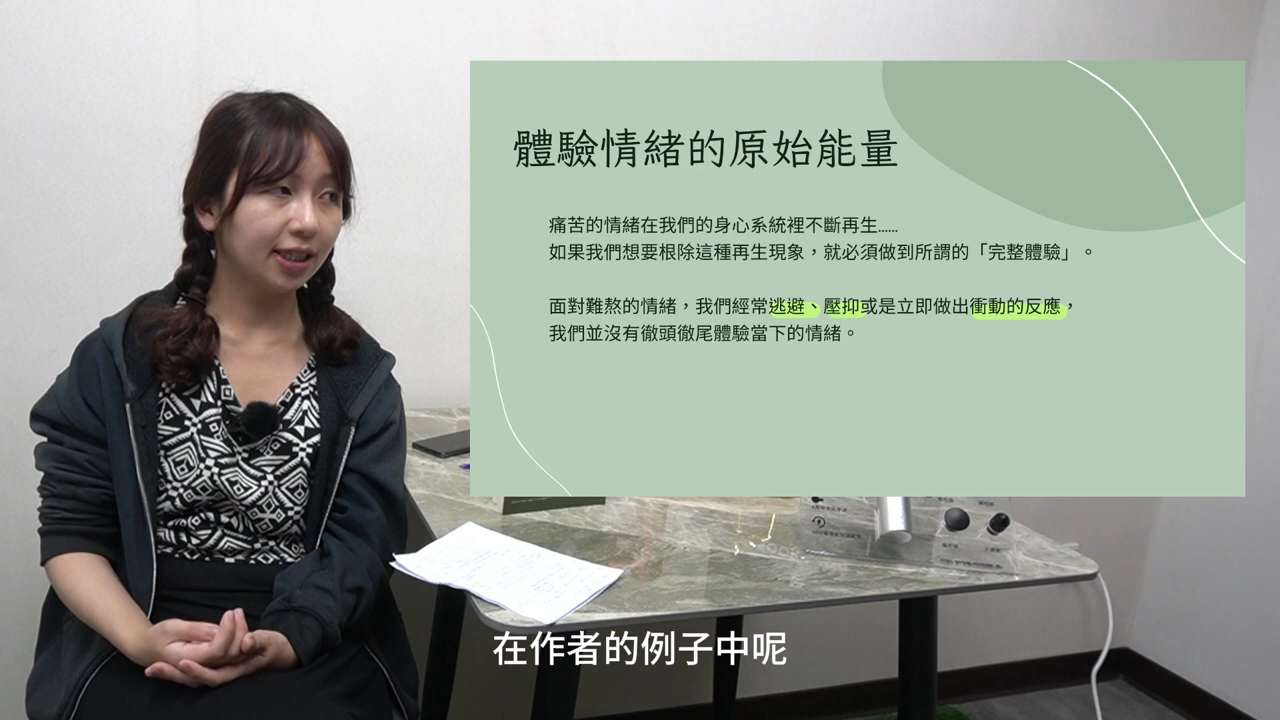 體驗情緒的原始能量
痛苦的情緒在我們的身心系統裡不斷再生......
如果我們想要根除這種再生現象，就必須做到所謂的「完整體驗」。
面對難熬的情緒，我們經常逃避、壓抑或是立即做出衝動的反應，
我們並沒有徹頭徹尾體驗當下的情緒。
在作者的例子中呢